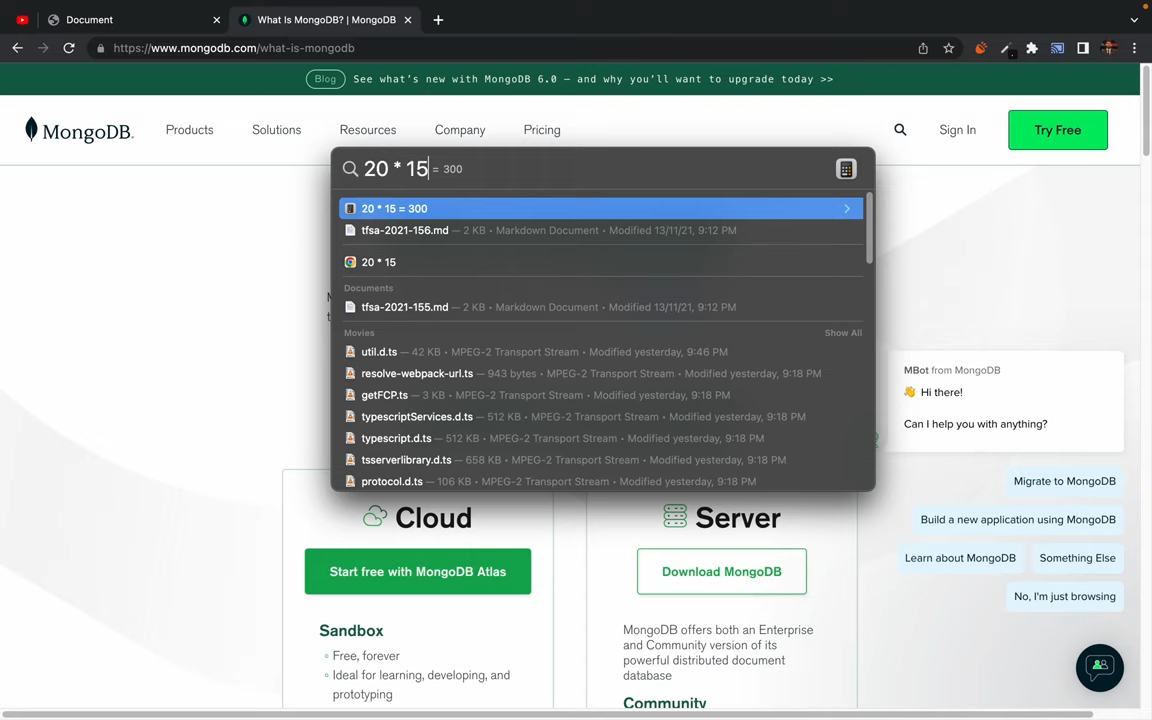 Document
What Is MongoDB? | MongoDB
https://www.mongodb.com/what-is-mongodb
Blog See what's new with MongoDB 6.0 — and why you'll want to upgrade today >>
MongoDB. Products Solutions Resources Company Pricing Sign In Try Free
20 * 15 = 300
20 * 15 = 300
tfsa-2021-156.md — 2 KB • Markdown Document • Modified 13/11/21, 9:12 PM
20 * 15
Documents
tfsa-2021-155.md — 2 KB • Markdown Document • Modified 13/11/21, 9:12 PM
Movies Show All
util.d.ts — 42 KB • MPEG-2 Transport Stream • Modified yesterday, 9:46 PM
resolve-webpack-url.ts — 943 bytes • MPEG-2 Transport Stream • Modified yesterday, 9:18 PM
getFCP.ts — 3 KB • MPEG-2 Transport Stream • Modified yesterday, 9:18 PM
typescriptServices.d.ts — 512 KB • MPEG-2 Transport Stream • Modified yesterday, 9:18 PM
typescript.d.ts — 512 KB • MPEG-2 Transport Stream • Modified yesterday, 9:18 PM
tsserverlibrary.d.ts — 658 KB • MPEG-2 Transport Stream • Modified yesterday, 9:18 PM
protocol.d.ts — 106 KB • MPEG-2 Transport Stream • Modified yesterday, 9:18 PM
MBot from MongoDB
👋 Hi there!
Can I help you with anything?
Migrate to MongoDB
Build a new application using MongoDB
Learn about MongoDB Something Else
No, I'm just browsing
Cloud
Start free with MongoDB Atlas
Sandbox
Free, forever
Ideal for learning, developing, and
prototyping
Server
Download MongoDB
MongoDB offers both an Enterprise
and Community version of its
powerful distributed document
database
Community